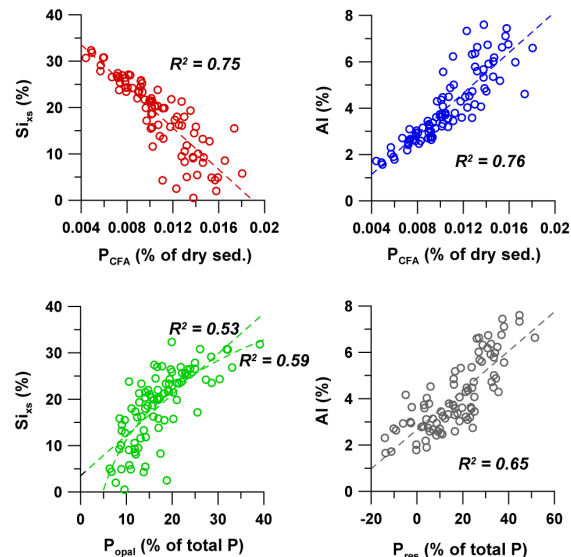 40
30
20
10
0
Si_xs (%)
R² = 0.75
0.004 0.008 0.012 0.016 0.02
P_CFA (% of dry sed.)
8
6
4
2
0
Al (%)
R² = 0.76
0.004 0.008 0.012 0.016 0.02
P_CFA (% of dry sed.)
40
30
20
10
0
Si_xs (%)
R² = 0.53
R² = 0.59
0 10 20 30 40
P_opal (% of total P)
8
6
4
2
0
Al (%)
R² = 0.65
-20 0 20 40 60
P_res (% of total P)